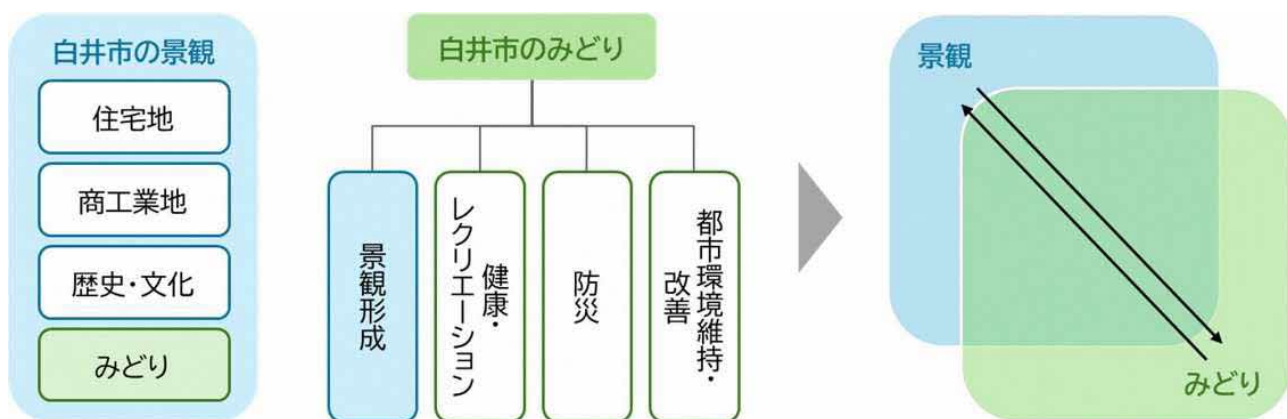 白井市の景観
住宅地
商工業地
歴史・文化
みどり
白井市のみどり
景観形成
健康・
レクリエーション
防災
都市環境維持・
改善
景観
みどり